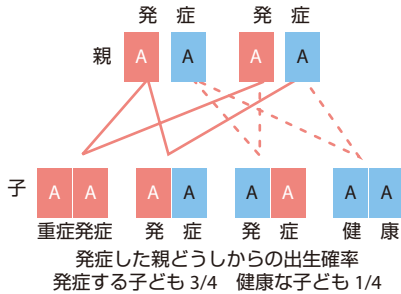 発 症 発 症
親 A A A A
子 A A A A A A A A
重症発症 発 症 発 症 健 康
発症した親どうしからの出生確率
発症する子ども 3/4 健康な子ども 1/4